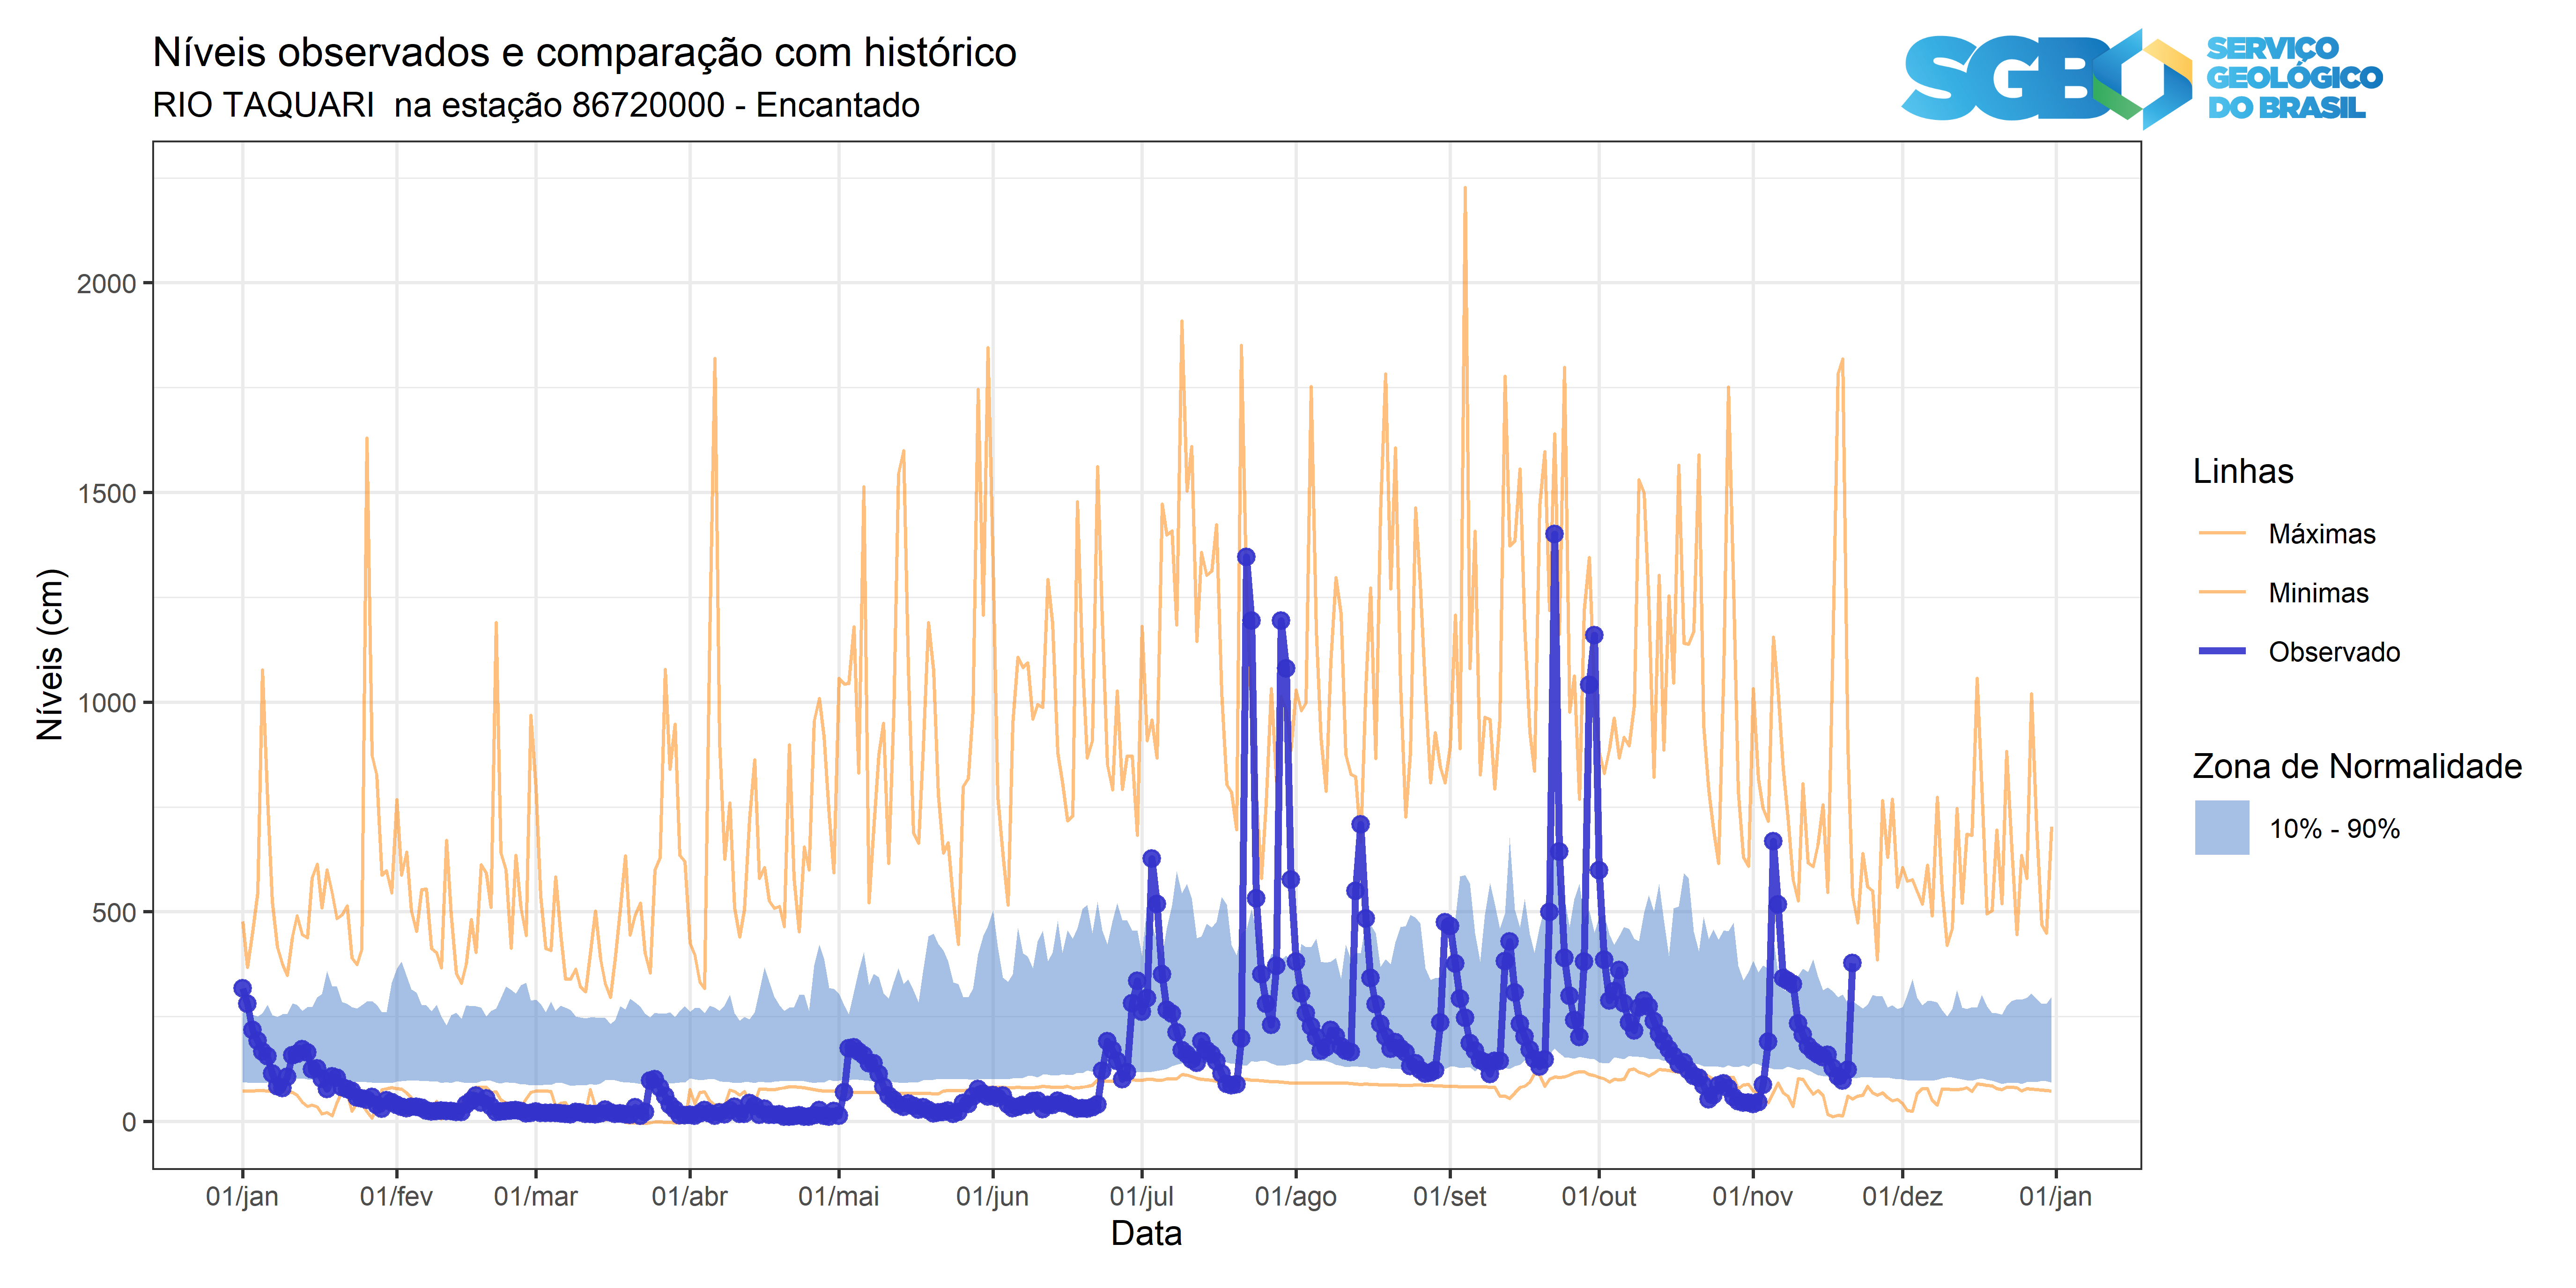 Níveis observados e comparação com histórico
RIO TAQUARI  na estação 86720000 - Encantado
SGB
SERVIÇO
GEOLÓGICO
DO BRASIL
Níveis (cm)
2000
1500
1000
500
0
01/jan
01/fev
01/mar
01/abr
01/mai
01/jun
01/jul
01/ago
01/set
01/out
01/nov
01/dez
01/jan
Data
Linhas
Máximas
Minimas
Observado
Zona de Normalidade
10% - 90%